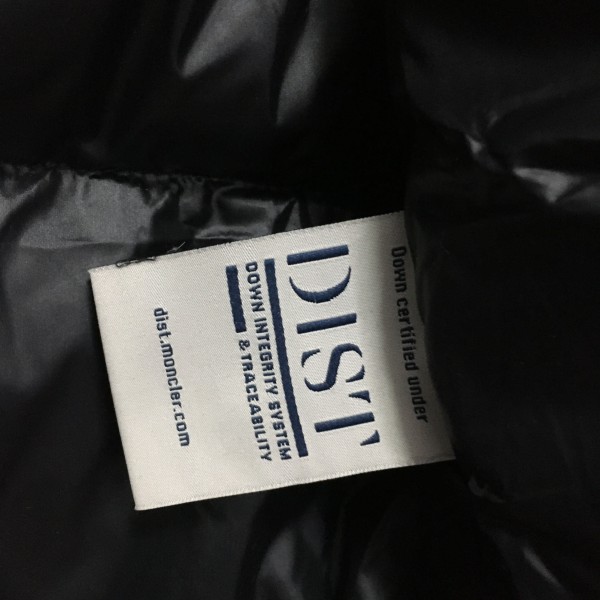 Down certified under
DIST
DOWN INTEGRITY SYSTEM
& TRACEABILITY
dist.moncler.com